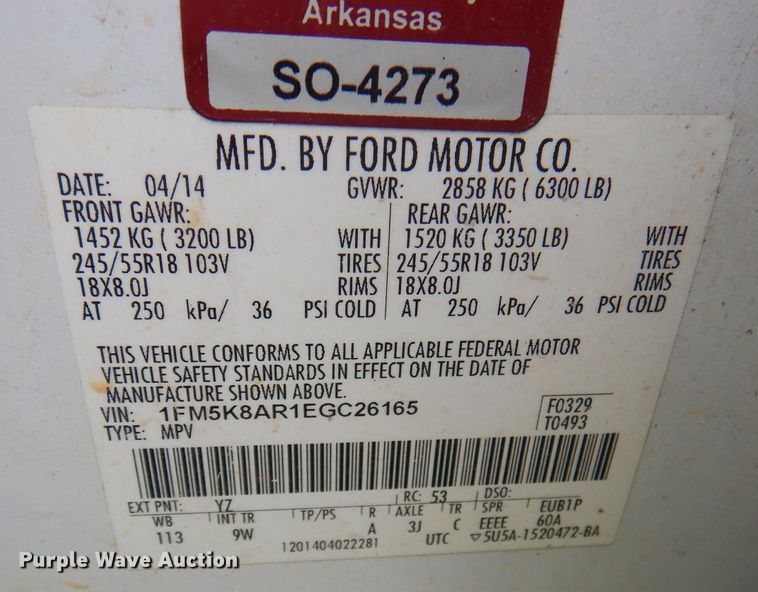 Arkansas
SO-4273
MFD. BY FORD MOTOR CO.
DATE: 04/14 GVWR: 2858 KG ( 6300 LB)
FRONT GAWR: REAR GAWR:
1452 KG ( 3200 LB) WITH 1520 KG ( 3350 LB) WITH
245/55R18 103V TIRES 245/55R18 103V TIRES
18X8.0J RIMS 18X8.0J RIMS
AT 250 kPa/ 36 PSI COLD AT 250 kPa/ 36 PSI COLD
THIS VEHICLE CONFORMS TO ALL APPLICABLE FEDERAL MOTOR
VEHICLE SAFETY STANDARDS IN EFFECT ON THE DATE OF
MANUFACTURE SHOWN ABOVE.
VIN: 1FM5K8AR1EGC26165 F0329
TYPE: MPV T0493
EXT PNT: YZ RC: 53 DSO:
WB INT TR TP/PS R AXLE TR SPR EUB1P
113 9W A 3J C EEEE 60A
1201404022281 UTC ▽5U5A-1520472-BA
Purple Wave Auction